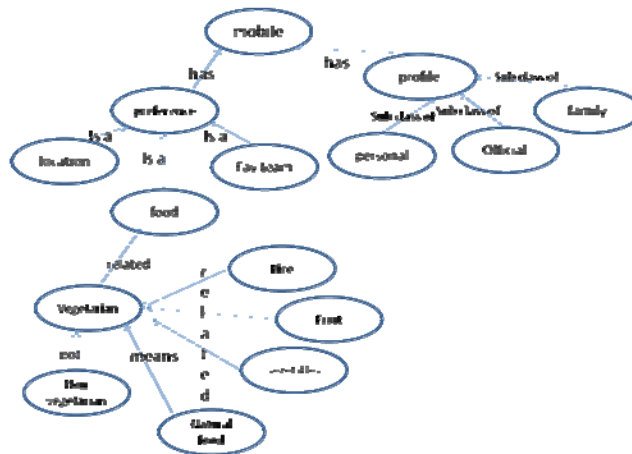 mobile
has
has
profile
Subclass of
family
preference
Is a
Is a
Is a
Subclass of
Subclass of
location
Fav team
personal
Official
food
related
Rice
Vegetarian
related
Fruit
not
means
Non
vegetarian
Natural
food